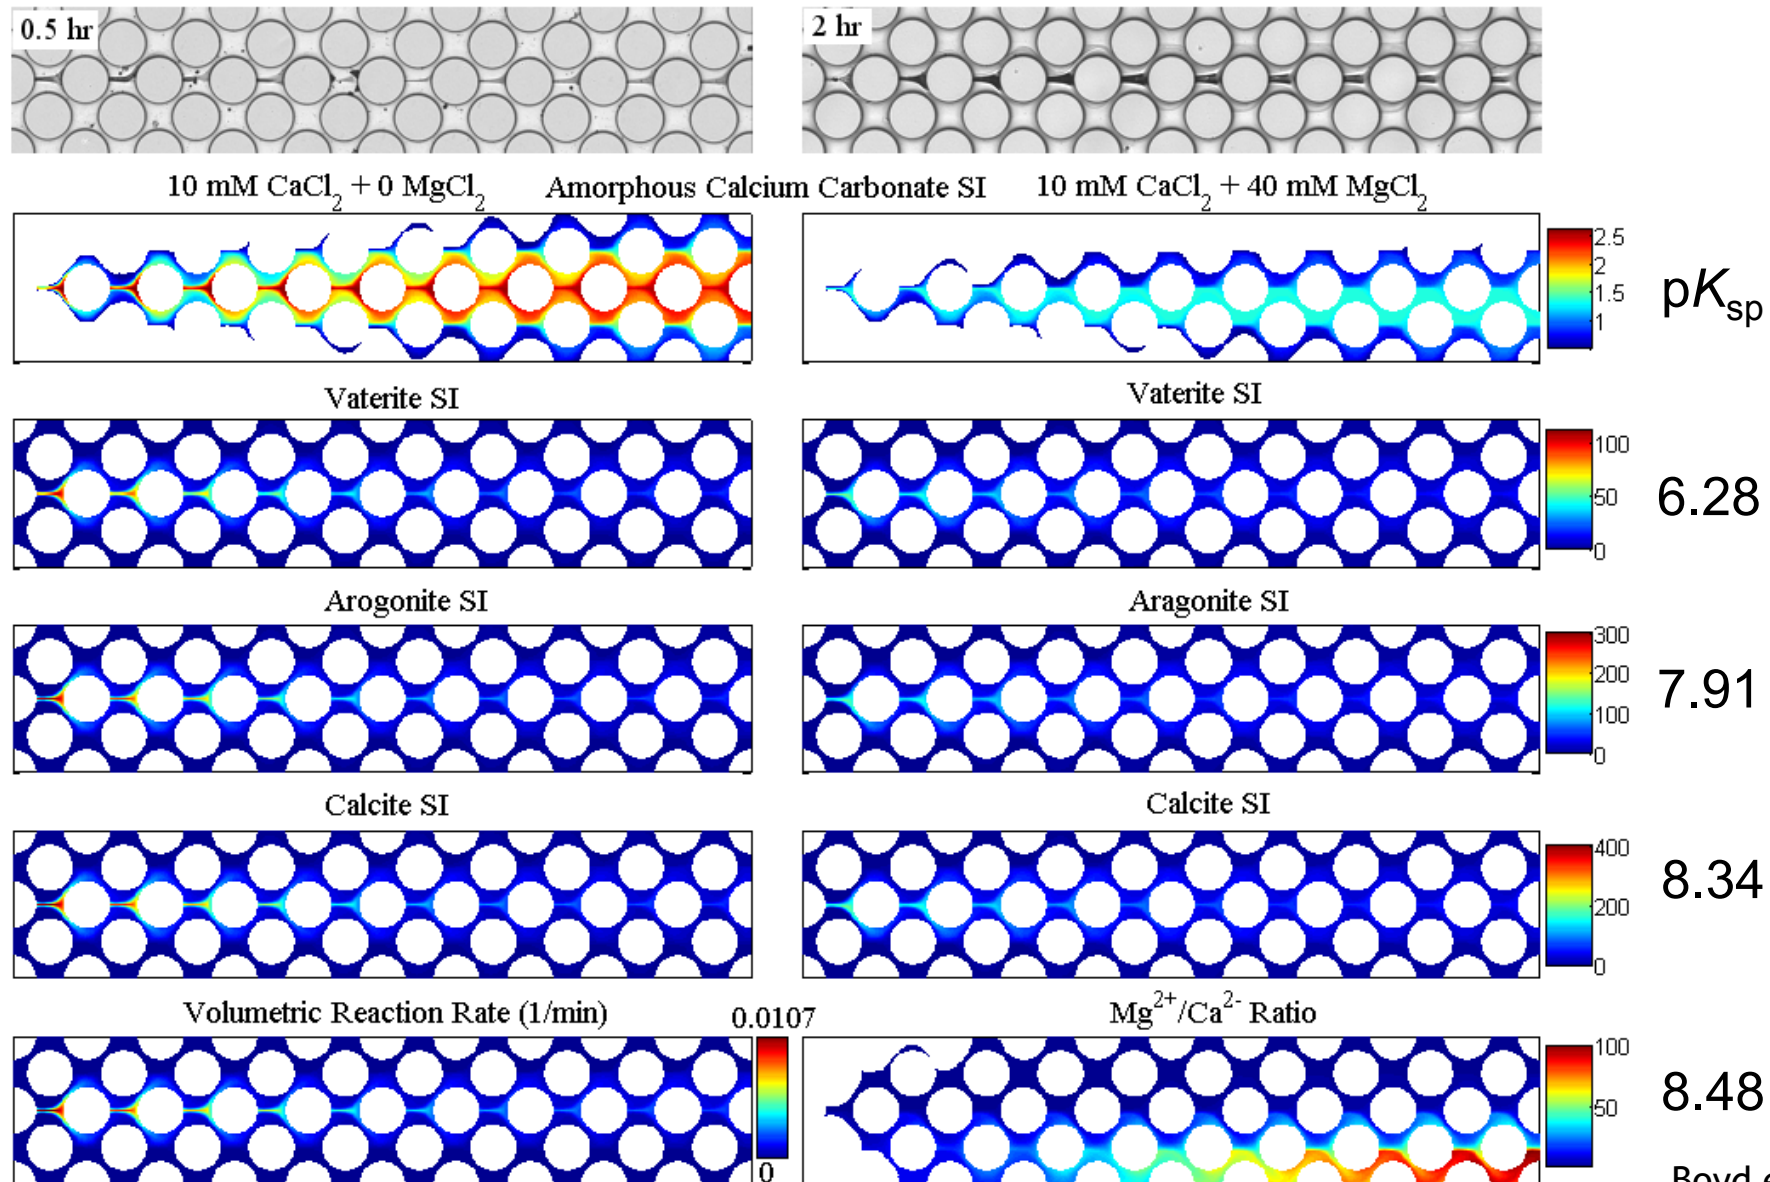 0.5 hr
2 hr
10 mM CaCl2 + 0 MgCl2
Amorphous Calcium Carbonate SI
10 mM CaCl2 + 40 mM MgCl2
2.5
2
1.5
1
pKsp
Vaterite SI
Vaterite SI
100
50
0
6.28
Arogonite SI
Aragonite SI
300
200
100
0
7.91
Calcite SI
Calcite SI
400
200
0
8.34
Volumetric Reaction Rate (1/min)
0.0107
0
Mg2+/Ca2- Ratio
100
50
8.48